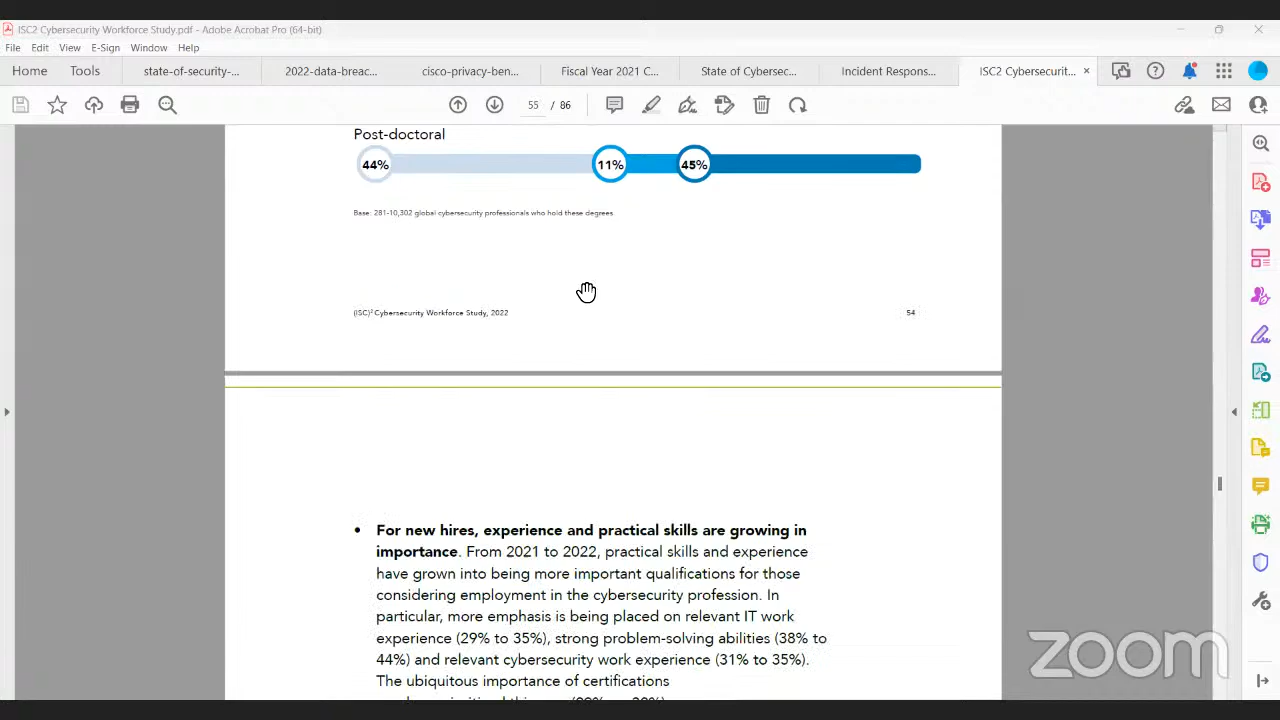 ISC2 Cybersecurity Workforce Study.pdf - Adobe Acrobat Pro (64-bit)
File Edit View E-Sign Window Help
Home Tools state-of-security-... 2022-data-breac... cisco-privacy-ben... Fiscal Year 2021 C... State of Cybersec... Incident Respons... ISC2 Cybersecurit... ×
55 / 86
Post-doctoral
44% 11% 45%
Base: 281-10,302 global cybersecurity professionals who hold these degrees
(ISC)² Cybersecurity Workforce Study, 2022 54
• For new hires, experience and practical skills are growing in
importance. From 2021 to 2022, practical skills and experience
have grown into being more important qualifications for those
considering employment in the cybersecurity profession. In
particular, more emphasis is being placed on relevant IT work
experience (29% to 35%), strong problem-solving abilities (38% to
44%) and relevant cybersecurity work experience (31% to 35%).
The ubiquitous importance of certifications
zoom